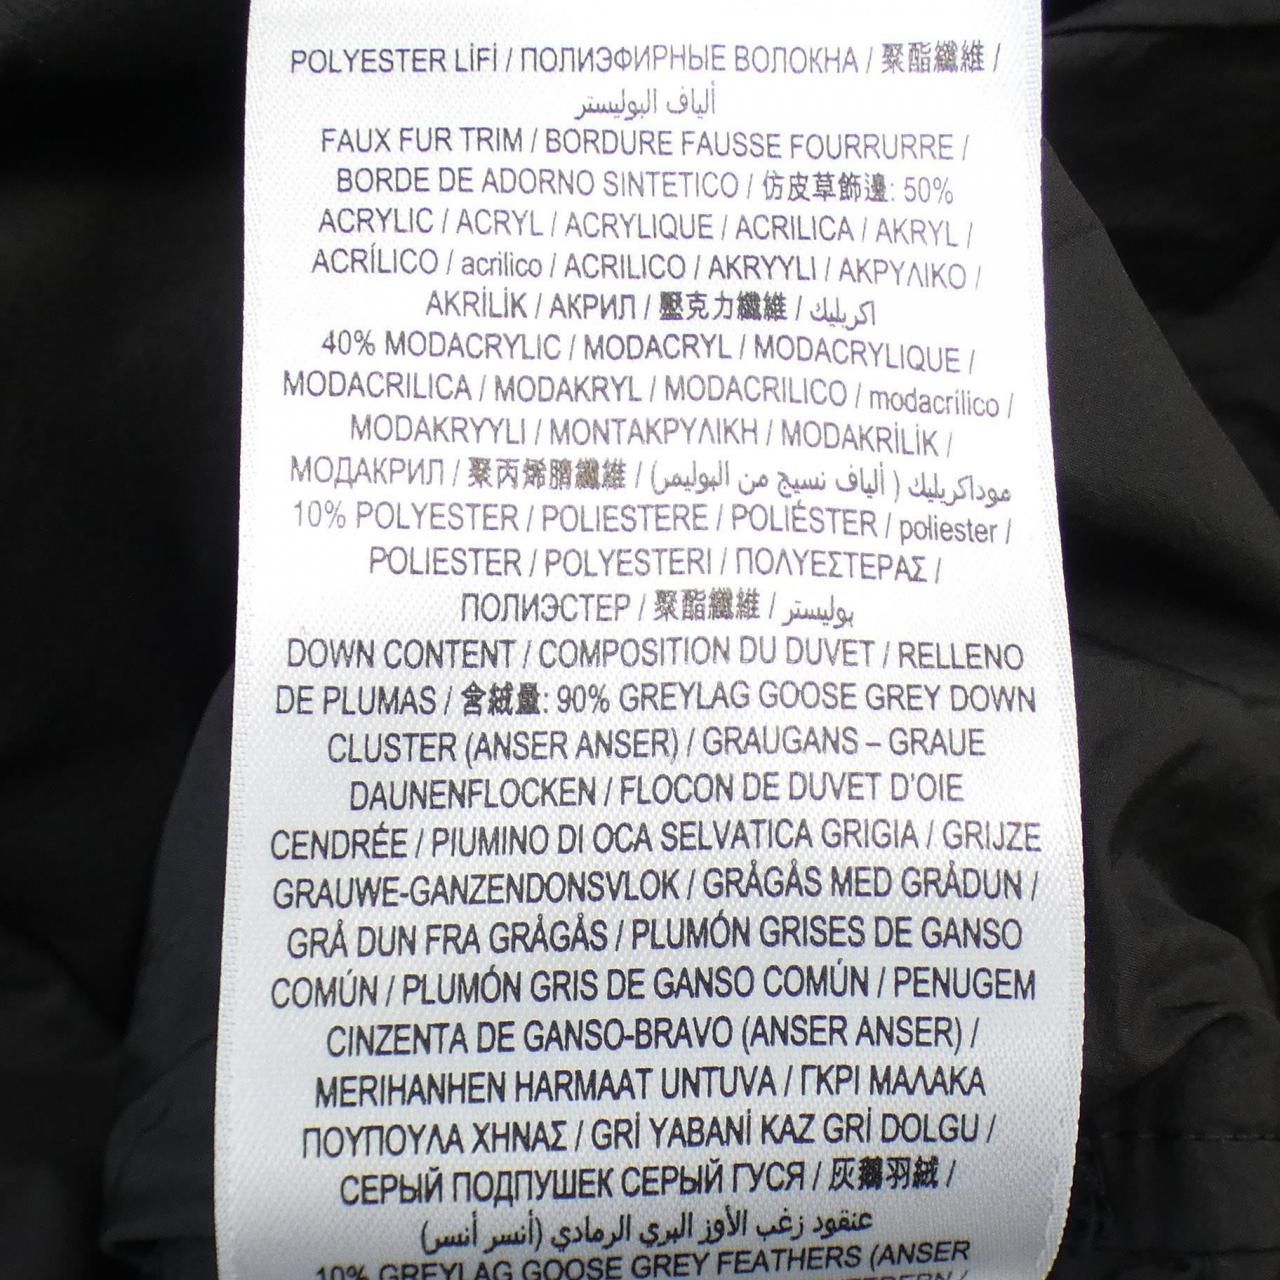 POLYESTER LİFİ / ПОЛИЭФИРНЫЕ ВОЛОКНА / 聚酯纖維 /
ألياف البوليستر
FAUX FUR TRIM / BORDURE FAUSSE FOURRURRE /
BORDE DE ADORNO SINTETICO / 仿皮草飾邊: 50%
ACRYLIC / ACRYL / ACRYLIQUE / ACRILICA / AKRYL /
ACRÍLICO / acrilico / ACRILICO / AKRYYLI / ΑΚΡΥΛΙΚΟ /
AKRİLİK / АКРИЛ / 壓克力纖維 / اكريليك
40% MODACRYLIC / MODACRYL / MODACRYLIQUE /
MODACRILICA / MODAKRYL / MODACRILICO / modacrílico /
MODAKRYYLI / ΜΟΝΤΑΚΡΥΛΙΚΗ / MODAKRİLİK /
МОДАКРИЛ / 聚丙烯腈纖維 / موداكريليك ( ألياف نسيج من البوليمر)
10% POLYESTER / POLIESTERE / POLIÉSTER / poliester /
POLIESTER / POLYESTERI / ΠΟΛΥΕΣΤΕΡΑΣ /
ПОЛИЭСТЕР / 聚酯纖維 / بوليستر
DOWN CONTENT / COMPOSITION DU DUVET / RELLENO
DE PLUMAS / 含絨量: 90% GREYLAG GOOSE GREY DOWN
CLUSTER (ANSER ANSER) / GRAUGANS – GRAUE
DAUNENFLOCKEN / FLOCON DE DUVET D'OIE
CENDRÉE / PIUMINO DI OCA SELVATICA GRIGIA / GRIJZE
GRAUWE-GANZENDONSVLOK / GRÅGÅS MED GRÅDUN /
GRÅ DUN FRA GRÅGÅS / PLUMÓN GRISES DE GANSO
COMÚN / PLUMÓN GRIS DE GANSO COMÚN / PENUGEM
CINZENTA DE GANSO-BRAVO (ANSER ANSER) /
MERIHANHEN HARMAAT UNTUVA / ΓΚΡΙ ΜΑΛΑΚΑ
ΠΟΥΠΟΥΛΑ ΧΗΝΑΣ / GRİ YABANİ KAZ GRİ DOLGU /
СЕРЫЙ ПОДПУШЕК СЕРЫЙ ГУСЯ / 灰鵝羽絨 /
عنقود زغب الأوز البري الرمادي (أنسر أنسر)
10% GREYLAG GOOSE GREY FEATHERS (ANSER